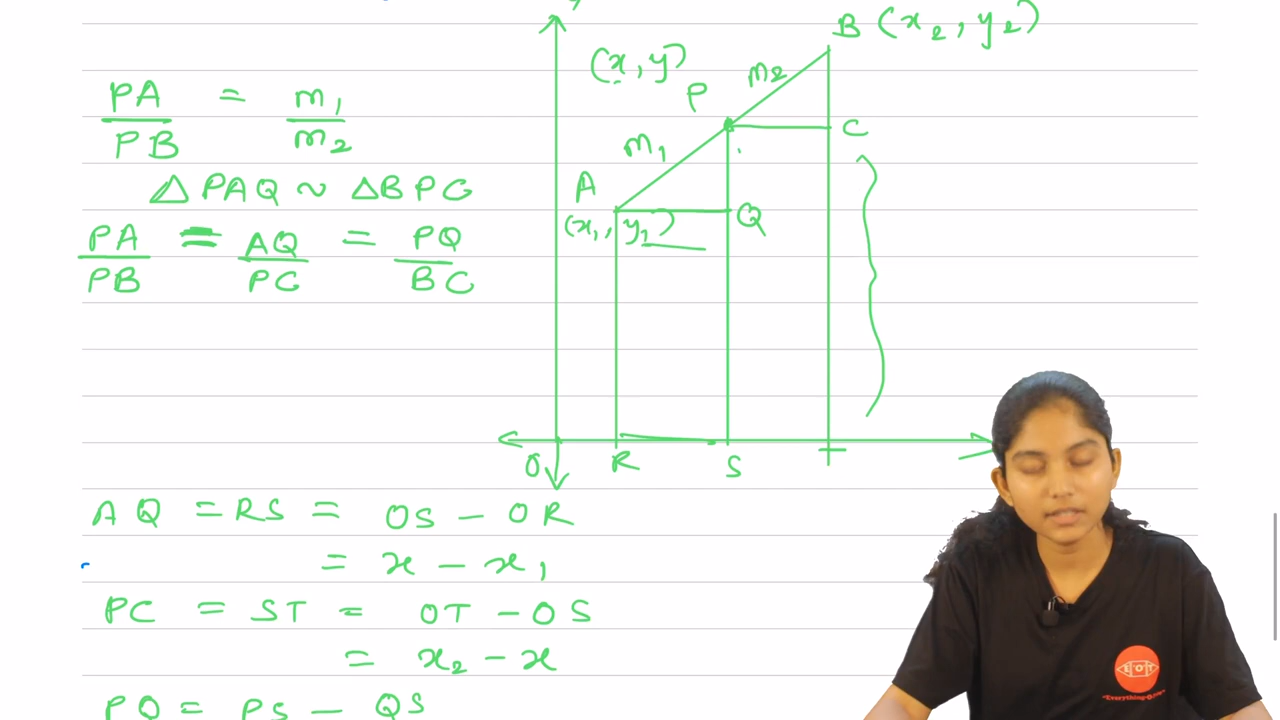 y
B (x₂, y₂)
(x, y)
P
m₂
PA/PB = m₁/m₂
C
m₁
△PAQ ~ △BPC
A
(x₁, y₁)
Q
PA/PB = AQ/PC = PQ/BC
O R S T
AQ = RS = OS - OR
= x - x₁
PC = ST = OT - OS
= x₂ - x
PQ = PS - QS
EOT